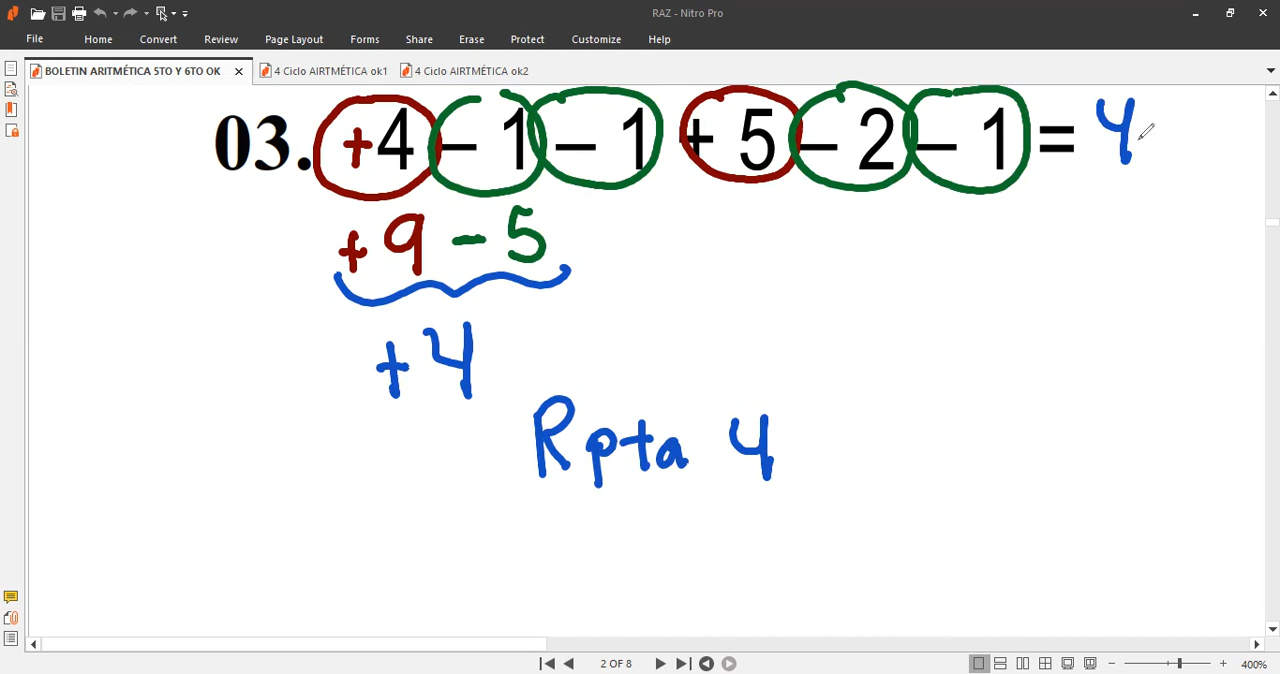 RAZ - Nitro Pro
File Home Convert Review Page Layout Forms Share Erase Protect Customize Help
BOLETIN ARITMÉTICA 5TO Y 6TO OK × 4 Ciclo AIRTMÉTICA ok1 4 Ciclo AIRTMÉTICA ok2
03. +4 – 1 – 1 + 5 – 2 – 1 = 4
+ 9 - 5
+ 4
Rpta 4
2 OF 8 400%